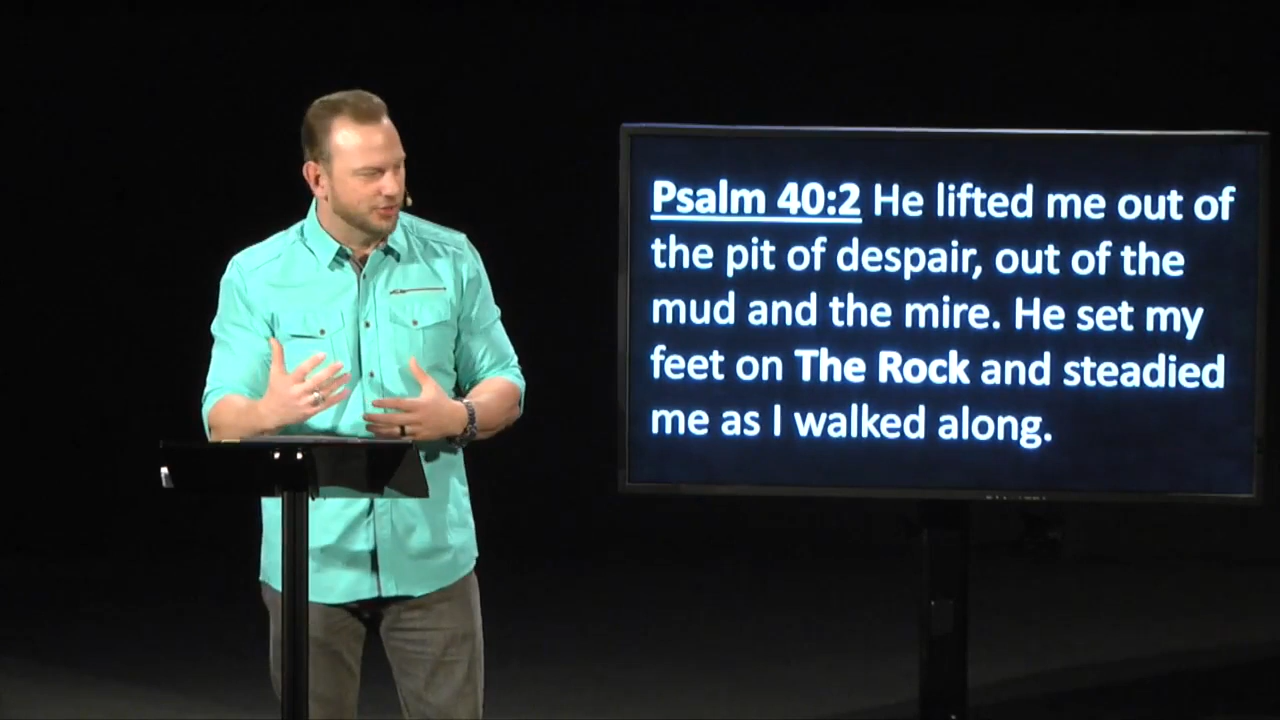 Psalm 40:2 He lifted me out of
the pit of despair, out of the
mud and the mire. He set my
feet on The Rock and steadied
me as I walked along.